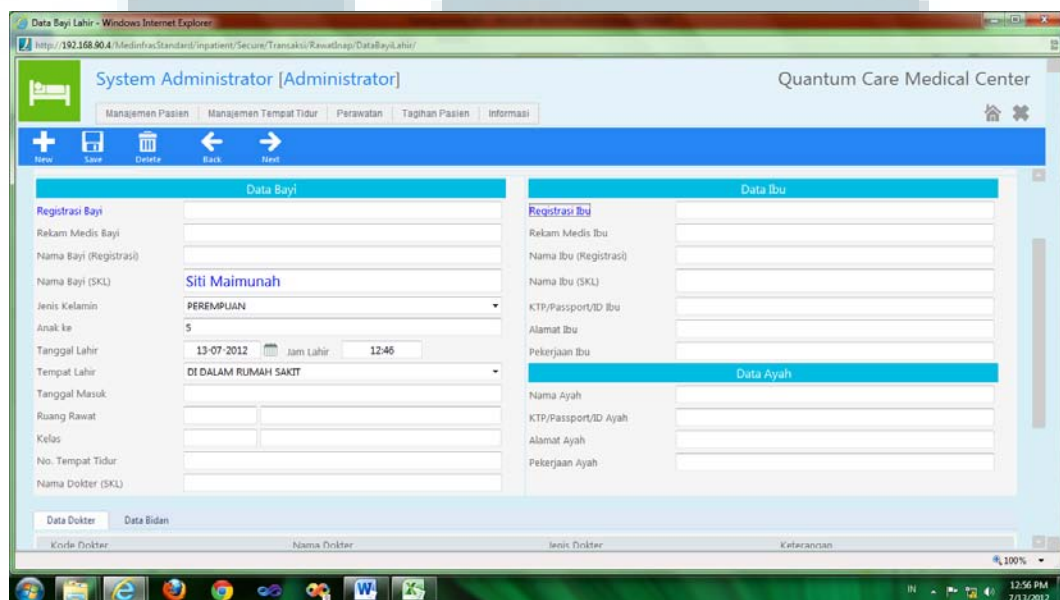 Data Bayi Lahir - Windows Internet Explorer
http://192.168.90.4/MedinfrasStandard/inpatient/Secure/Transaksi/RawatInap/DataBayiLahir/
System Administrator [Administrator]
Quantum Care Medical Center
Manajemen Pasien Manajemen Tempat Tidur Perawatan Tagihan Pasien Informasi
New Save Delete Back Next
Data Bayi
Registrasi Bayi
Rekam Medis Bayi
Nama Bayi (Registrasi)
Nama Bayi (SKL) Siti Maimunah
Jenis Kelamin PEREMPUAN
Anak ke 5
Tanggal Lahir 13-07-2012 Jam Lahir 12:46
Tempat Lahir DI DALAM RUMAH SAKIT
Tanggal Masuk
Ruang Rawat
Kelas
No. Tempat Tidur
Nama Dokter (SKL)
Data Ibu
Registrasi Ibu
Rekam Medis Ibu
Nama Ibu (Registrasi)
Nama Ibu (SKL)
KTP/Passport/ID Ibu
Alamat Ibu
Pekerjaan Ibu
Data Ayah
Nama Ayah
KTP/Passport/ID Ayah
Alamat Ayah
Pekerjaan Ayah
Data Dokter Data Bidan
Kode Dokter Nama Dokter Jenis Dokter Keterangan
100%
IN 12:56 PM
7/13/2012